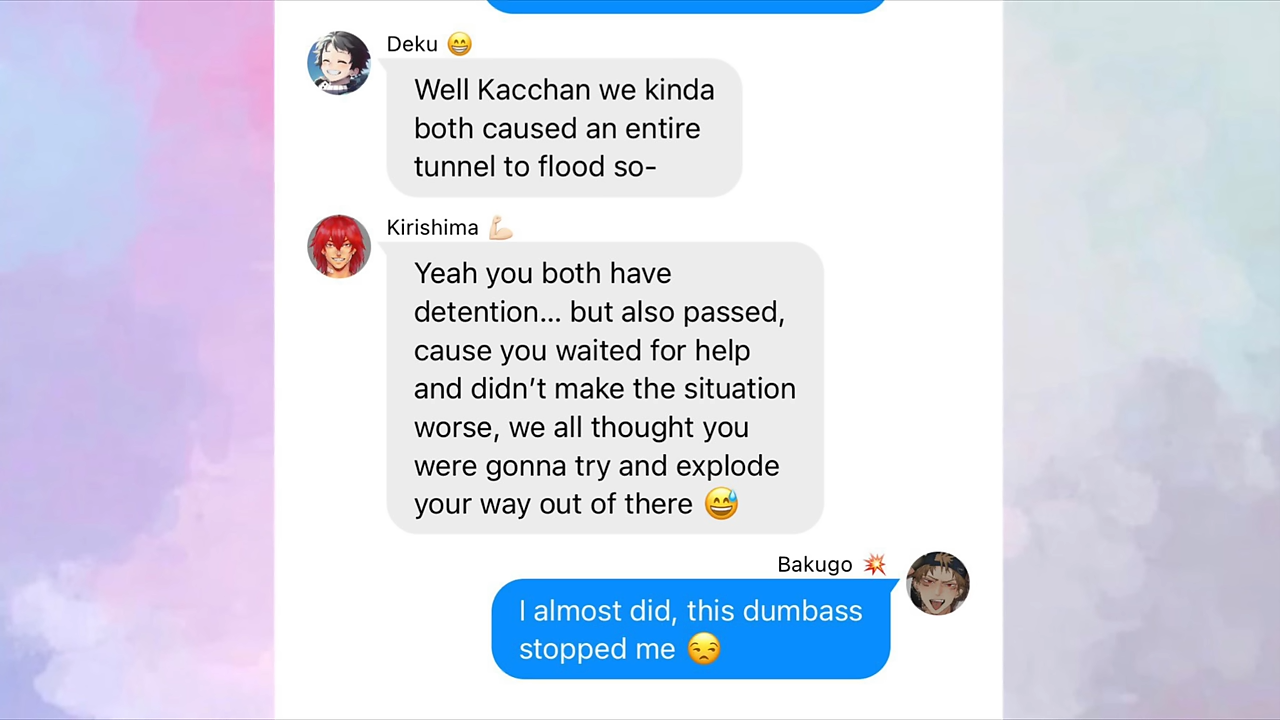 Deku 😁
Well Kacchan we kinda
both caused an entire
tunnel to flood so-
Kirishima 💪🏻
Yeah you both have
detention... but also passed,
cause you waited for help
and didn't make the situation
worse, we all thought you
were gonna try and explode
your way out of there 😅
Bakugo 💥
I almost did, this dumbass
stopped me 😒